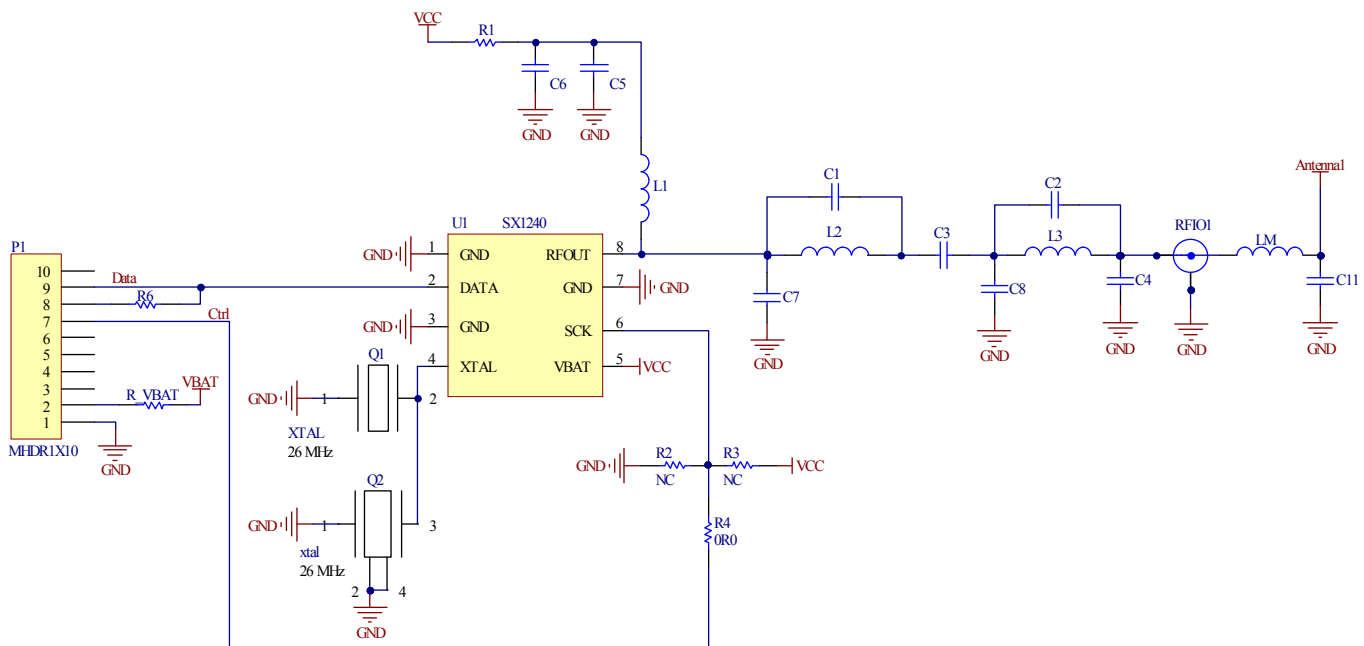 VCC
R1
C6
C5
GND
GND
L1
U1
SX1240
1
GND
GND
2
DATA
3
GND
GND
4
XTAL
RFOUT
8
GND
7
GND
SCK
6
VBAT
5
VCC
P1
10
9
8
7
6
5
4
3
2
1
MHDR1X10
Data
R6
Ctrl
R_VBAT
VBAT
GND
Q1
GND
1
2
XTAL
26 MHz
Q2
GND
1
3
xtal
26 MHz
2
4
GND
GND
R2
NC
R3
NC
VCC
R4
0R0
C1
L2
C7
GND
C3
C2
L3
C8
GND
C4
GND
RFIO1
GND
LM
Antenna1
C11
GND